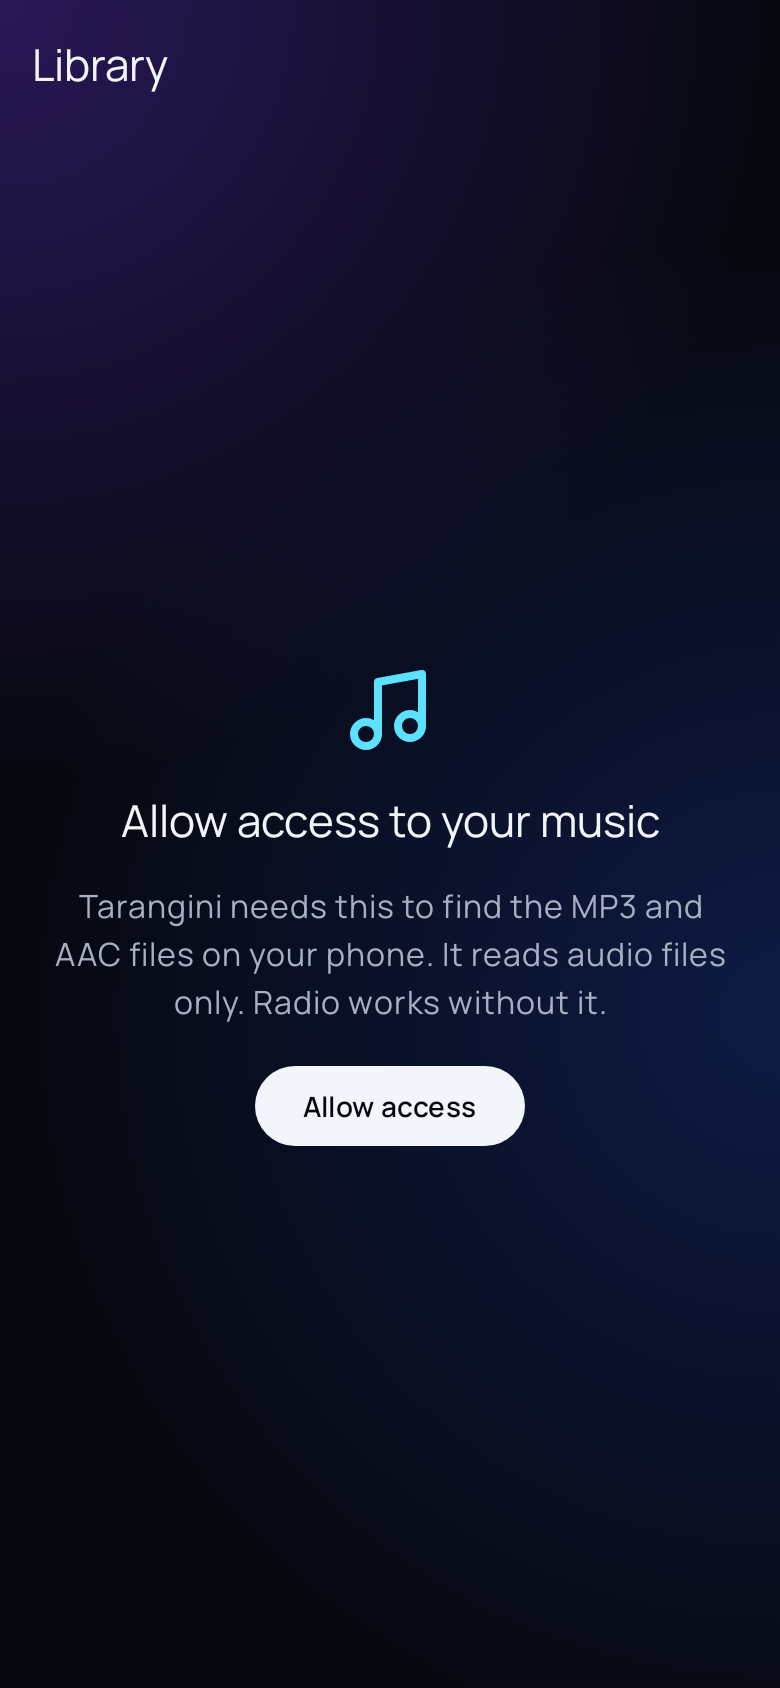 Library
Allow access to your music
Tarangini needs this to find the MP3 and
AAC files on your phone. It reads audio files
only. Radio works without it.
Allow access